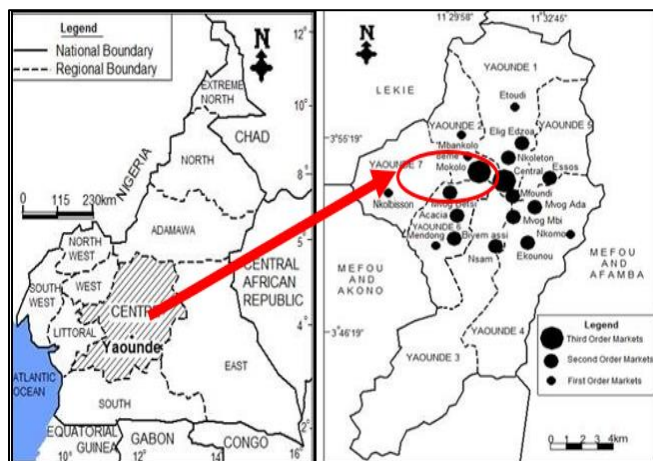 Legend
National Boundary
Regional Boundary
N
12°
EXTREME
NORTH
10°
CHAD
NIGERIA
NORTH
8°
0 115 230km
ADAMAWA
NORTH
WEST
SOUTH
WEST
WEST
CENTRAL
AFRICAN
REPUBLIC
LITTORAL
CENTR
4°
Yaounde
ATLANTIC
OCEAN
EAST
SOUTH
2°
EQUATORIAL
GUINEA
GABON
CONGO
10° 12° 14° 16°
11°29'58" 11°32'45"
N
YAOUNDE 1
LEKIE
Etoudi
3°55'19"
YAOUNDE 2
Elig Edzoa
YAOUNDE 5
Mbankolo
Nkoleton
YAOUNDE 7
Mokolo
Central
Essos
Nkolbisson
Mfoundi
Mvog Betsi
Mvog Ada
Acacia
Mvog Mbi
YAOUNDE 6
Mendong
Biyem assi
Nkomo
Nsam
Ekounou
MEFOU
AND
AKONO
MEFOU
AND
AFAMBA
3°46'19"
YAOUNDE 4
YAOUNDE 3
Legend
Third Order Markets
Second Order Markets
First Order Markets
0 1 2 3 4km